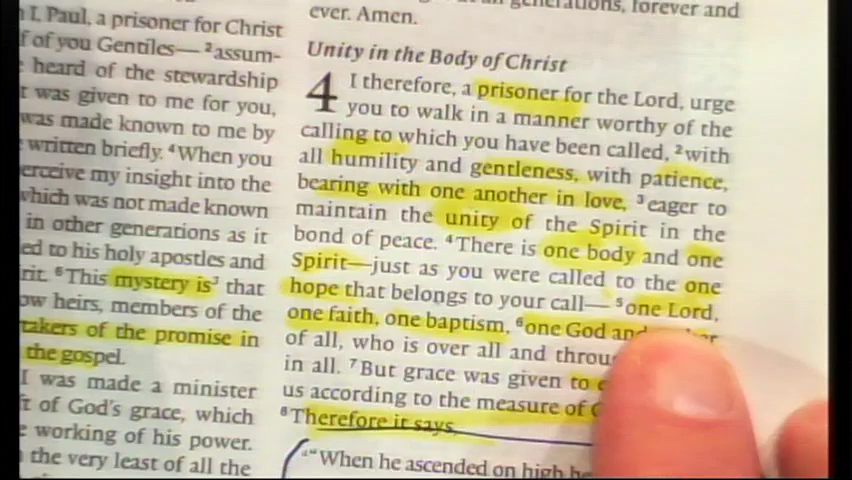 I, Paul, a prisoner for Christ
of you Gentiles— ²assum-
heard of the stewardship
was given to me for you,
was made known to me by
written briefly. ⁴When you
perceive my insight into the
which was not made known
in other generations as it
ed to his holy apostles and
rit. ⁶This mystery is³ that
ow heirs, members of the
takers of the promise in
the gospel.
I was made a minister
of God's grace, which
working of his power.
the very least of all the
generations, forever and
ever. Amen.
Unity in the Body of Christ
4 I therefore, a prisoner for the Lord, urge
you to walk in a manner worthy of the
calling to which you have been called, ²with
all humility and gentleness, with patience,
bearing with one another in love, ³eager to
maintain the unity of the Spirit in the
bond of peace. ⁴There is one body and one
Spirit—just as you were called to the one
hope that belongs to your call— ⁵one Lord,
one faith, one baptism, ⁶one God and
of all, who is over all and throu
in all. ⁷But grace was given to
us according to the measure of
⁸Therefore it says,
"When he ascended on high he